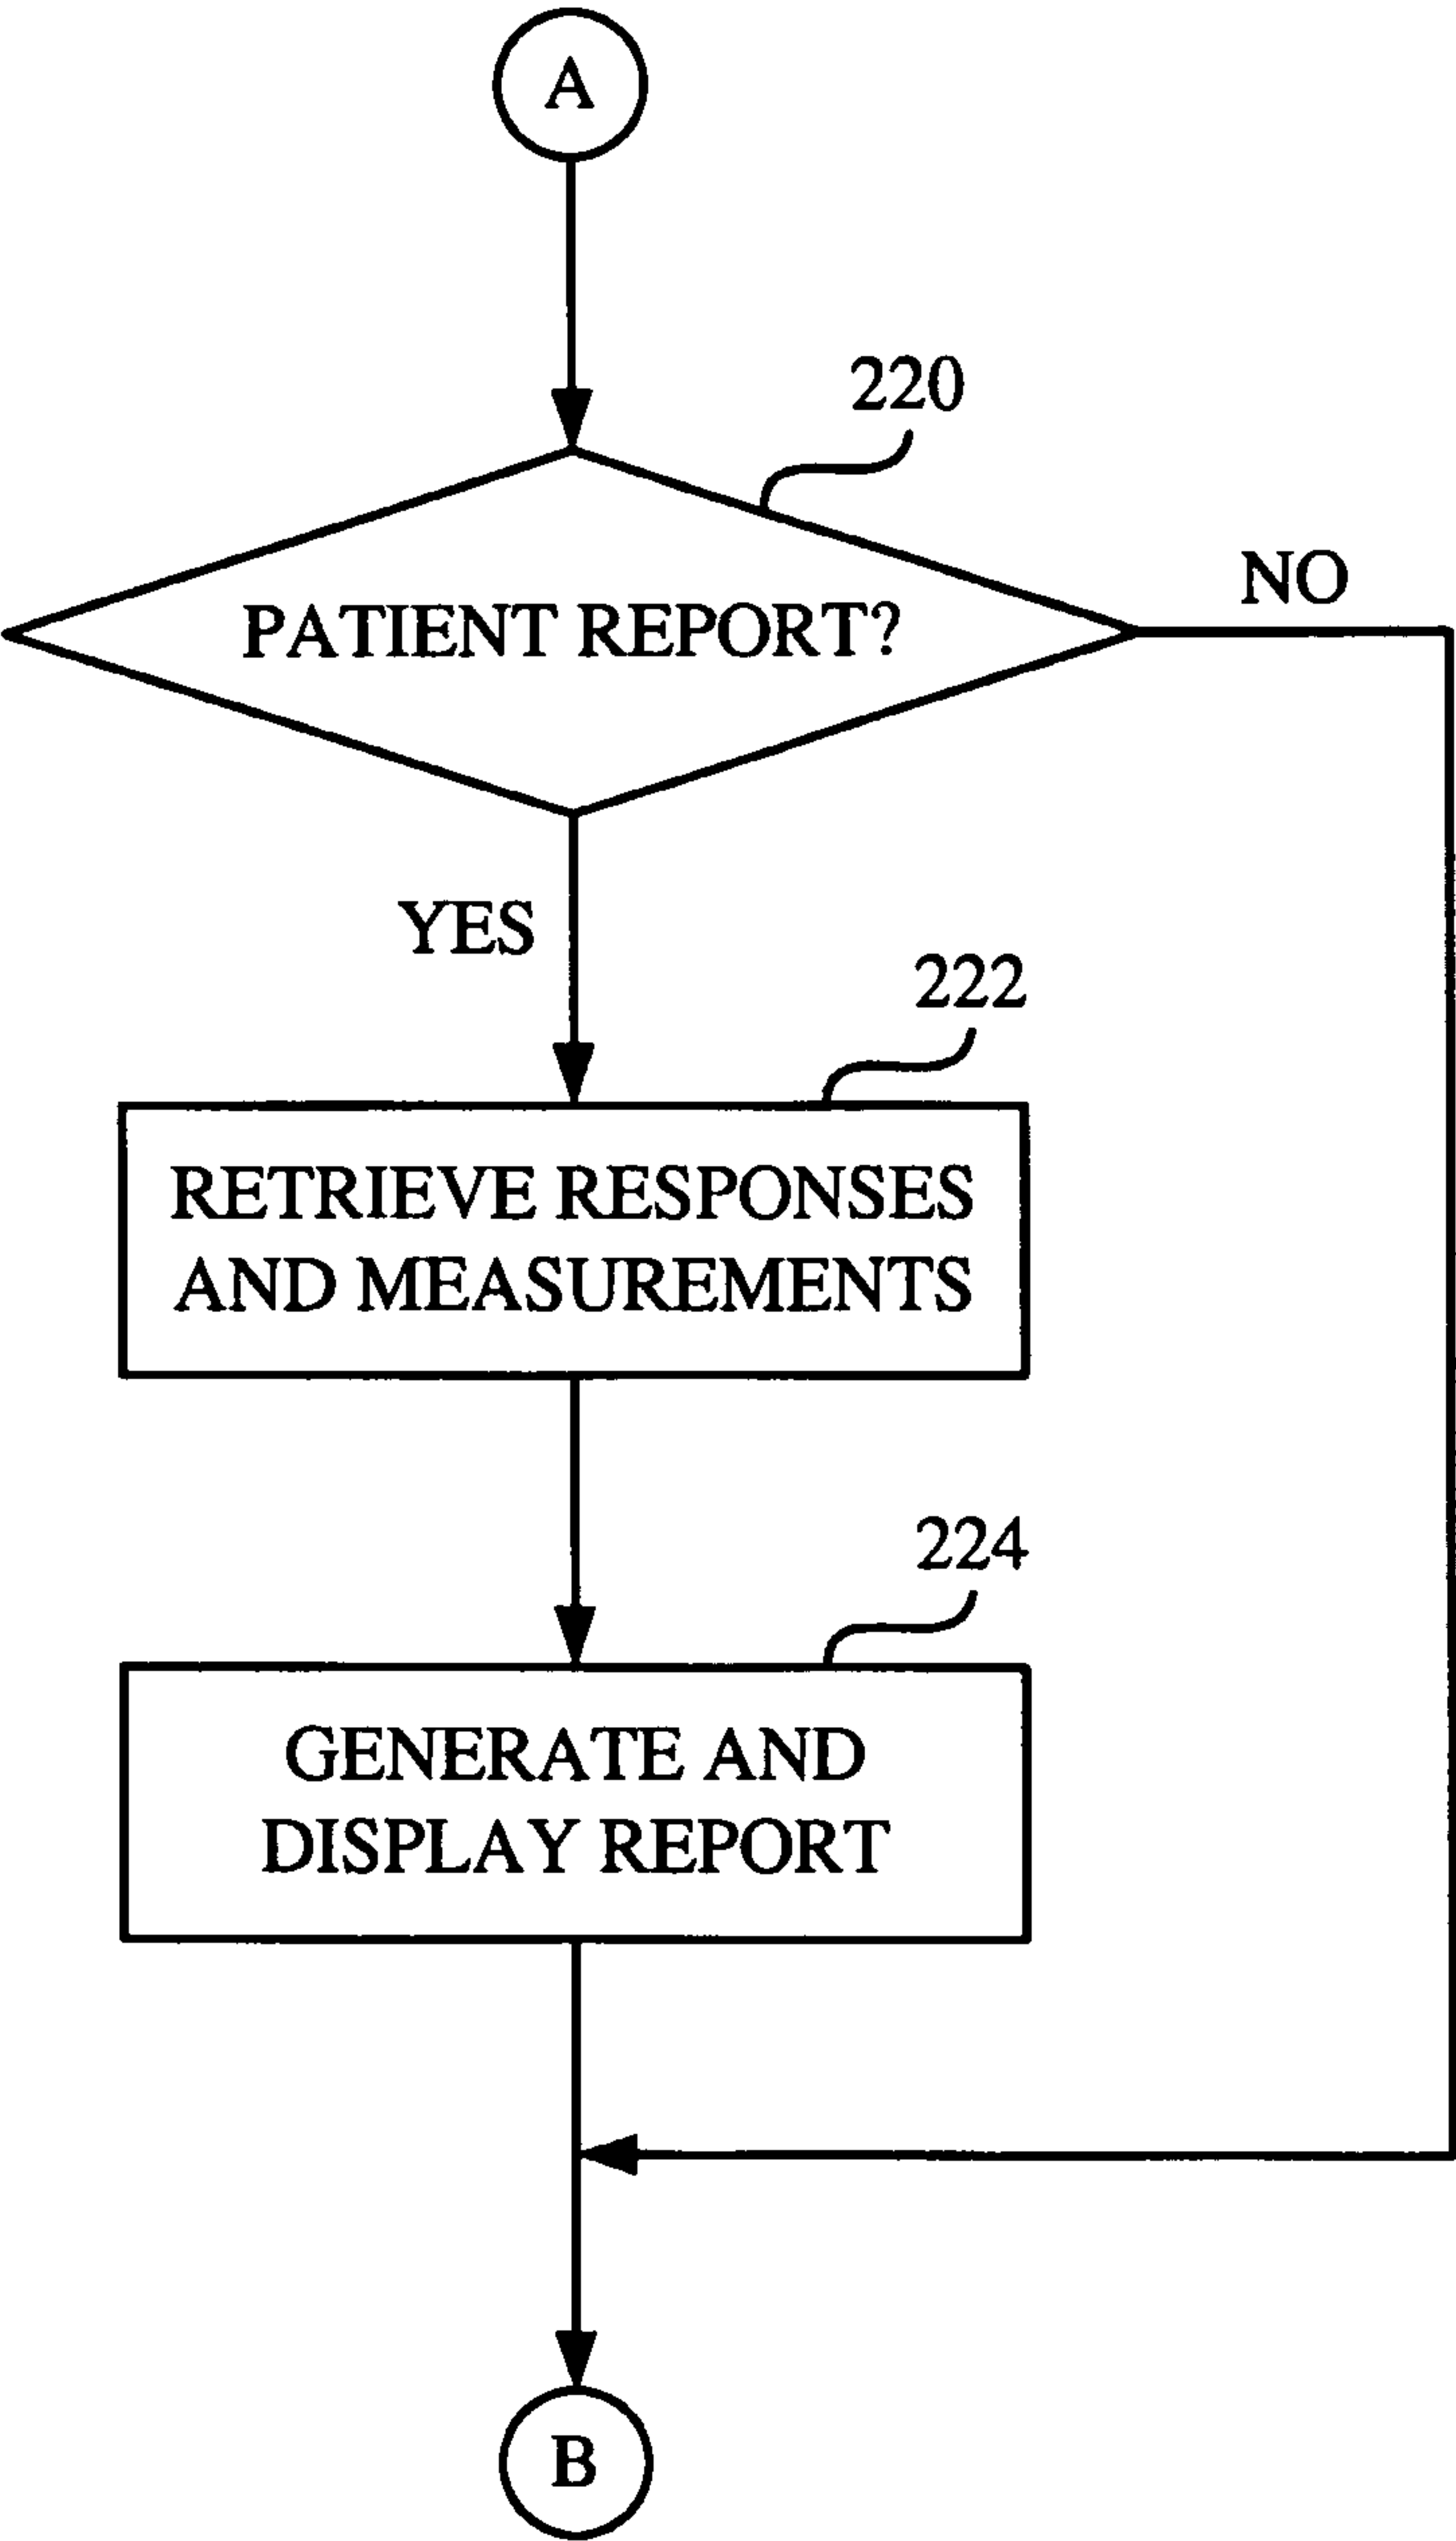 A
220
PATIENT REPORT?
NO
YES
222
RETRIEVE RESPONSES
AND MEASUREMENTS
224
GENERATE AND
DISPLAY REPORT
B